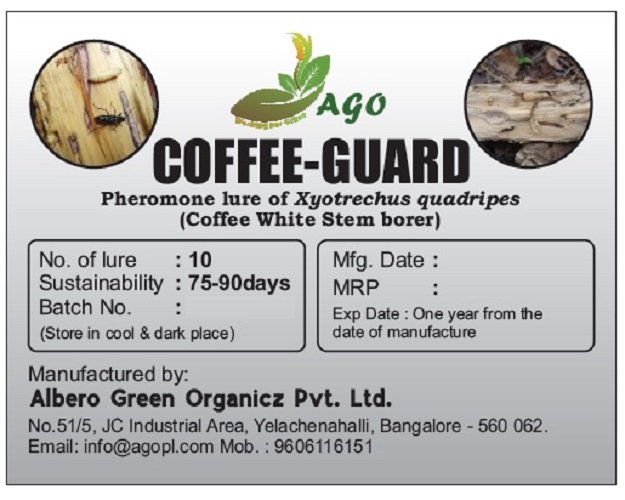 AGO
COFFEE-GUARD
Pheromone lure of Xyotrechus quadripes
(Coffee White Stem borer)
No. of lure : 10
Sustainability : 75-90days
Batch No. :
(Store in cool & dark place)
Mfg. Date :
MRP :
Exp Date : One year from the
date of manufacture
Manufactured by:
Albero Green Organicz Pvt. Ltd.
No.51/5, JC Industrial Area, Yelachenahalli, Bangalore - 560 062.
Email: info@agopl.com Mob. : 9606116151